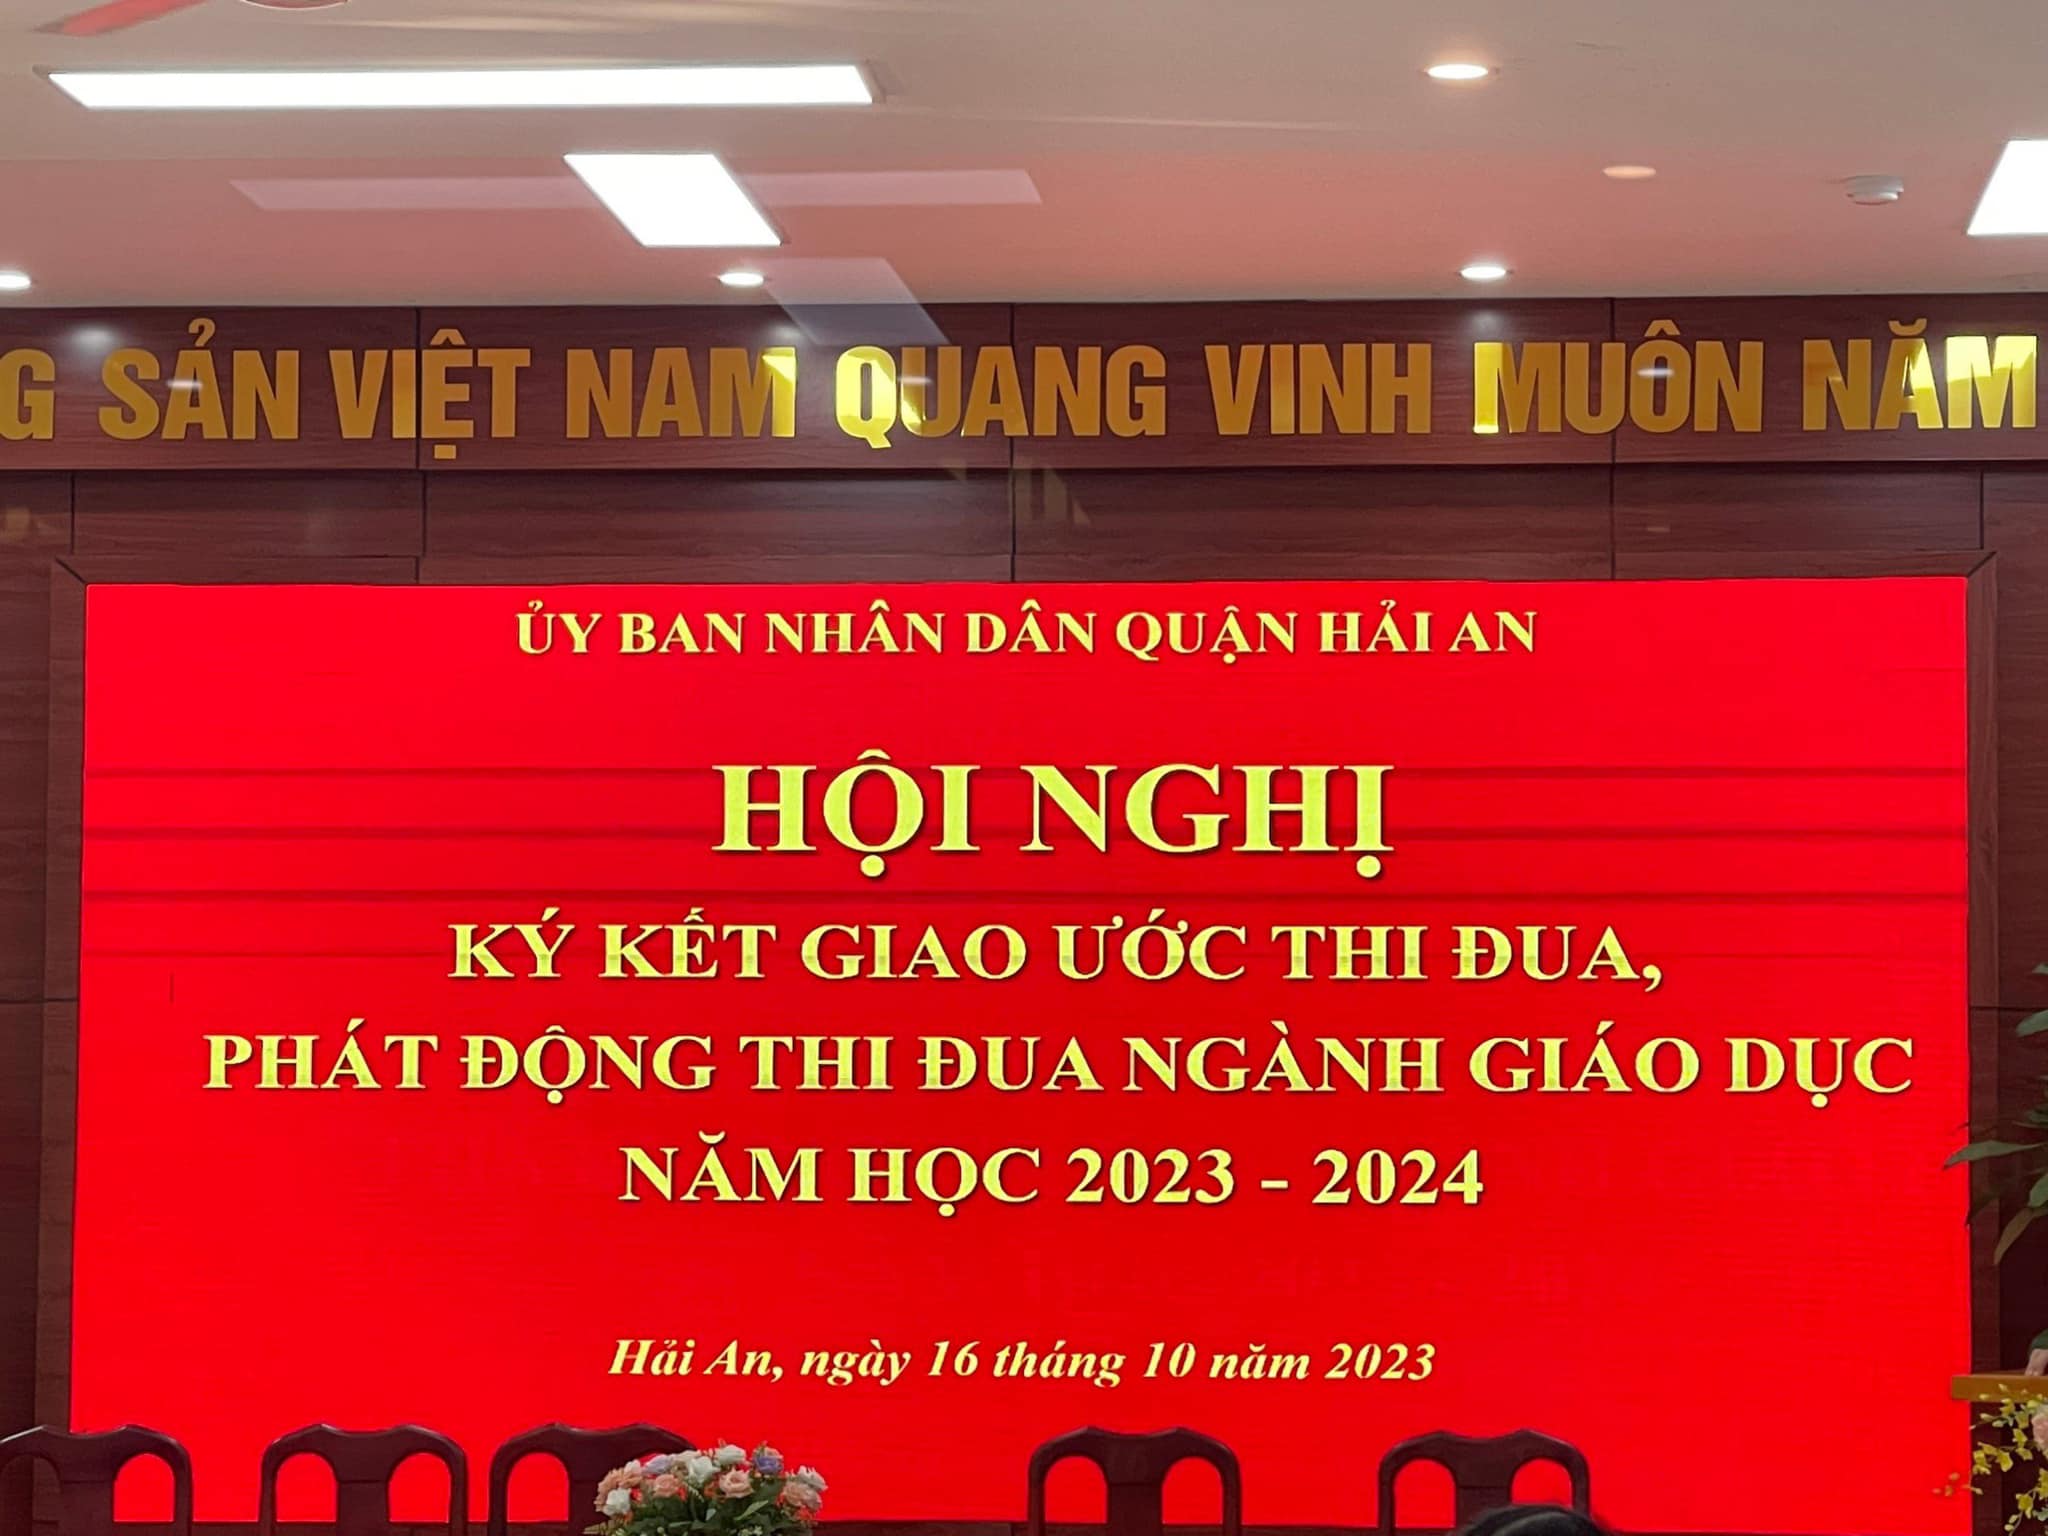 G SẢN VIỆT NAM QUANG VINH MUÔN NĂM
ỦY BAN NHÂN DÂN QUẬN HẢI AN
HỘI NGHỊ
KÝ KẾT GIAO ƯỚC THI ĐUA,
PHÁT ĐỘNG THI ĐUA NGÀNH GIÁO DỤC
NĂM HỌC 2023 - 2024
Hải An, ngày 16 tháng 10 năm 2023